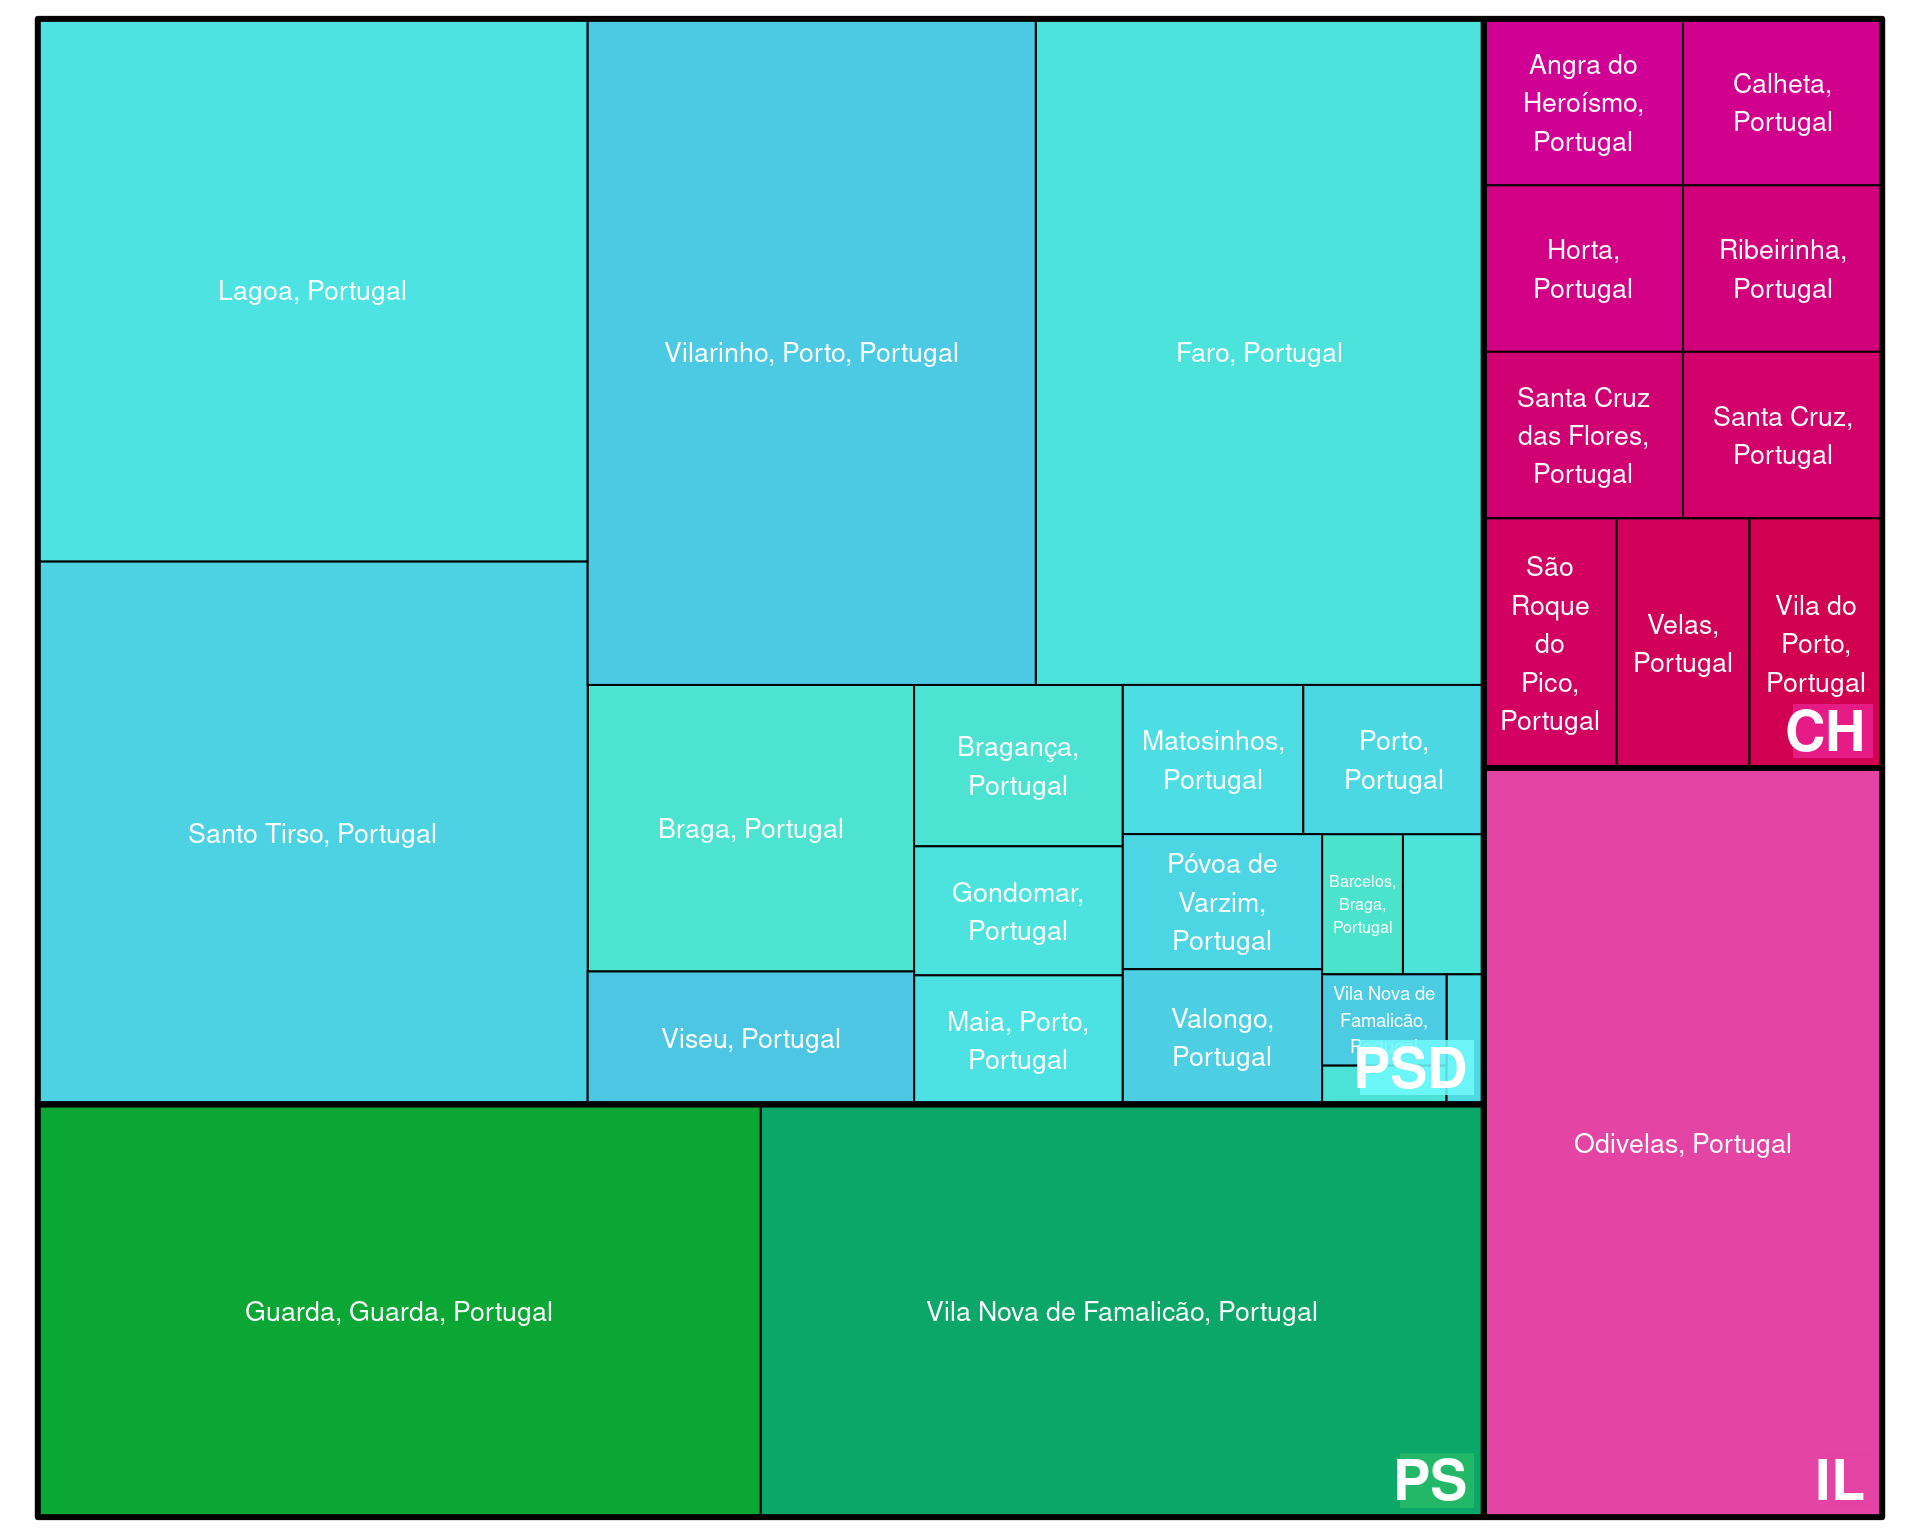 Lagoa, Portugal
Vilarinho, Porto, Portugal
Faro, Portugal
Santo Tirso, Portugal
Braga, Portugal
Viseu, Portugal
Bragança,
Portugal
Gondomar,
Portugal
Maia, Porto,
Portugal
Matosinhos,
Portugal
Porto,
Portugal
Póvoa de
Varzim,
Portugal
Valongo,
Portugal
Barcelos,
Braga,
Portugal
Vila Nova de
Famalicão,
PSD
Guarda, Guarda, Portugal
Vila Nova de Famalicão, Portugal
PS
Angra do
Heroísmo,
Portugal
Calheta,
Portugal
Horta,
Portugal
Ribeirinha,
Portugal
Santa Cruz
das Flores,
Portugal
Santa Cruz,
Portugal
São
Roque
do
Pico,
Portugal
Velas,
Portugal
Vila do
Porto,
Portugal
CH
Odivelas, Portugal
IL